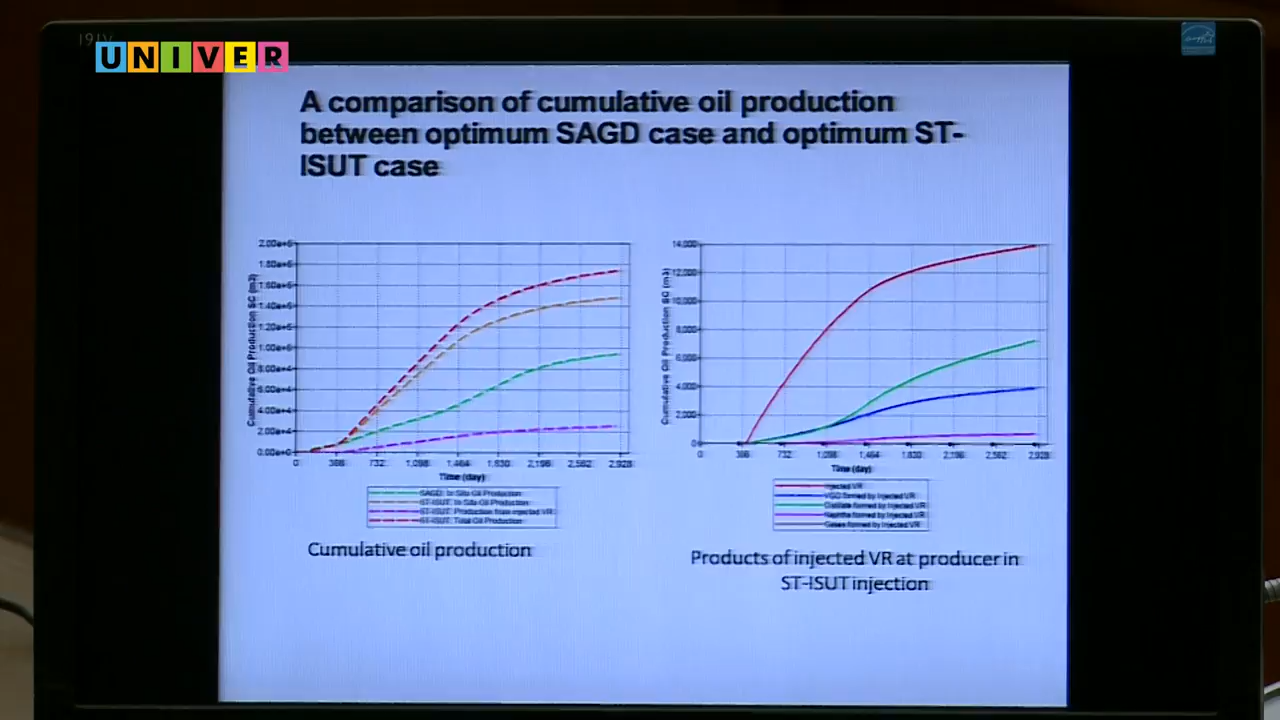 UNIVER
A comparison of cumulative oil production
between optimum SAGD case and optimum ST-
ISUT case
Cumulative Oil Production SC (m3)
2.00e+5
1.80e+5
1.60e+5
1.40e+5
1.20e+5
1.00e+5
8.00e+4
6.00e+4
4.00e+4
2.00e+4
0.00e+0
0 366 732 1,098 1,464 1,830 2,196 2,562 2,928
Time (day)
SAGD: In Situ Oil Production
ST-ISUT: In Situ Oil Production
ST-ISUT: Production from injected VR
ST-ISUT: Total Oil Production
Cumulative oil production
Cumulative Oil Production SC (m3)
14,000
12,000
10,000
8,000
6,000
4,000
2,000
0
0 366 732 1,098 1,464 1,830 2,196 2,562 2,928
Time (day)
Injected VR
VGO formed by Injected VR
Distillate formed by Injected VR
Naphtha formed by Injected VR
Gases formed by Injected VR
Products of injected VR at producer in
ST-ISUT injection